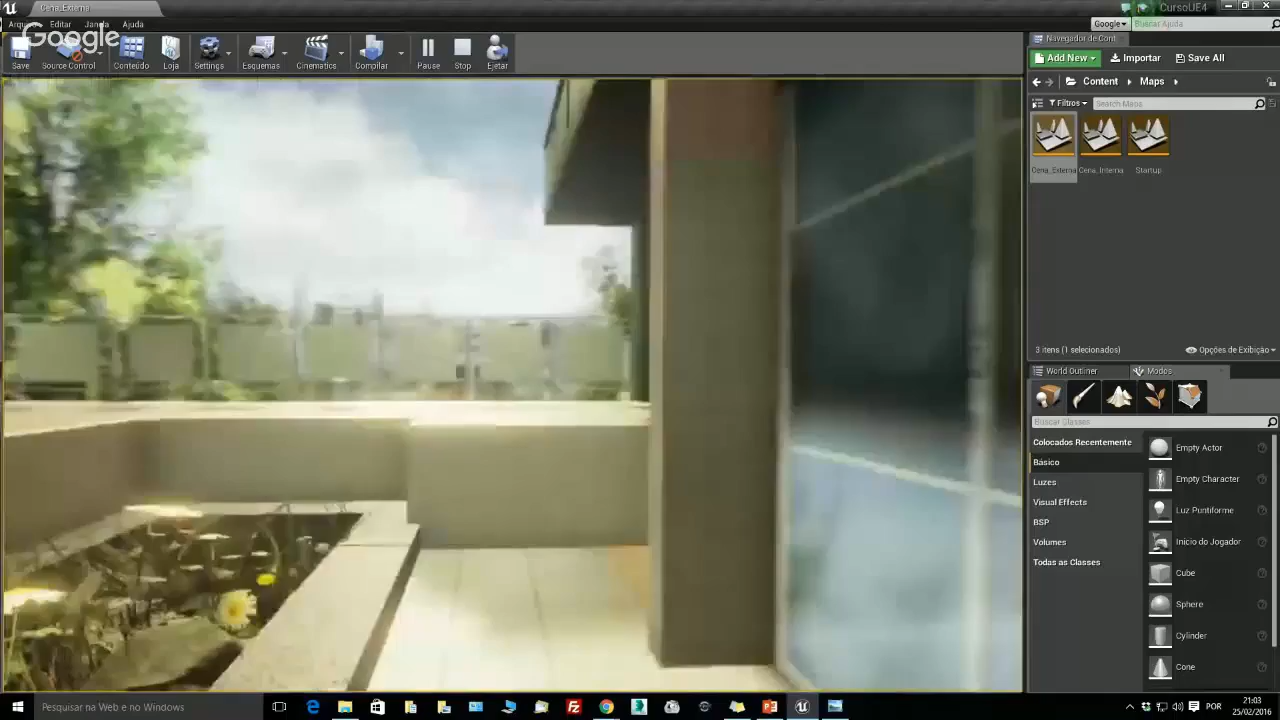 Cena_Externa
CursoUE4
Editar Janela Ajuda
Google
Google
Buscar Ajuda
Save
Source Control
Conteúdo
Loja
Settings
Esquemas
Cinematics
Compilar
Pause
Stop
Ejetar
Navegador de Cont
Add New
Importar
Save All
Content
Maps
Filtros
Search Maps
Cena_Externa
Cena_Interna
Startup
3 itens (1 selecionados)
Opções de Exibição
World Outliner
Modos
Buscar Classes
Colocados Recentemente
Básico
Luzes
Visual Effects
BSP
Volumes
Todas as Classes
Empty Actor
Empty Character
Luz Puntiforme
Inicio do Jogador
Cube
Sphere
Cylinder
Cone
Pesquisar na Web e no Windows
POR
21:03
25/02/2016